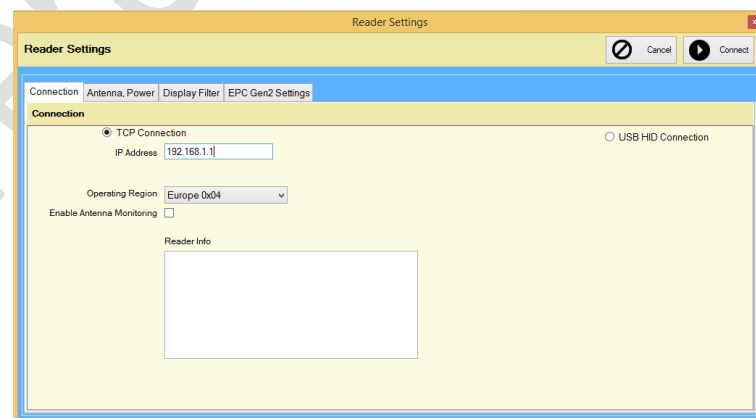 Reader Settings
x
Reader Settings
Cancel
Connect
Connection
Antenna, Power
Display Filter
EPC Gen2 Settings
Connection
TCP Connection
USB HID Connection
IP Address 192.168.1.1
Operating Region Europe 0x04
Enable Antenna Monitoring
Reader Info